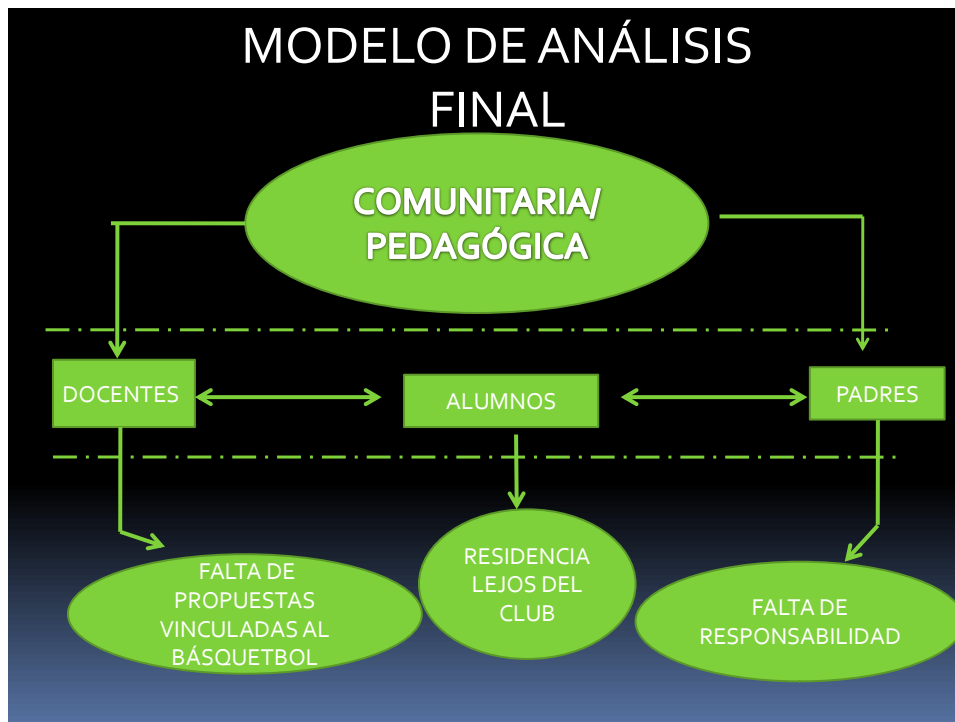 MODELO DE ANÁLISIS
FINAL
COMUNITARIA/
PEDAGÓGICA
DOCENTES
ALUMNOS
PADRES
FALTA DE
PROPUESTAS
VINCULADAS AL
BÁSQUETBOL
RESIDENCIA
LEJOS DEL
CLUB
FALTA DE
RESPONSABILIDAD